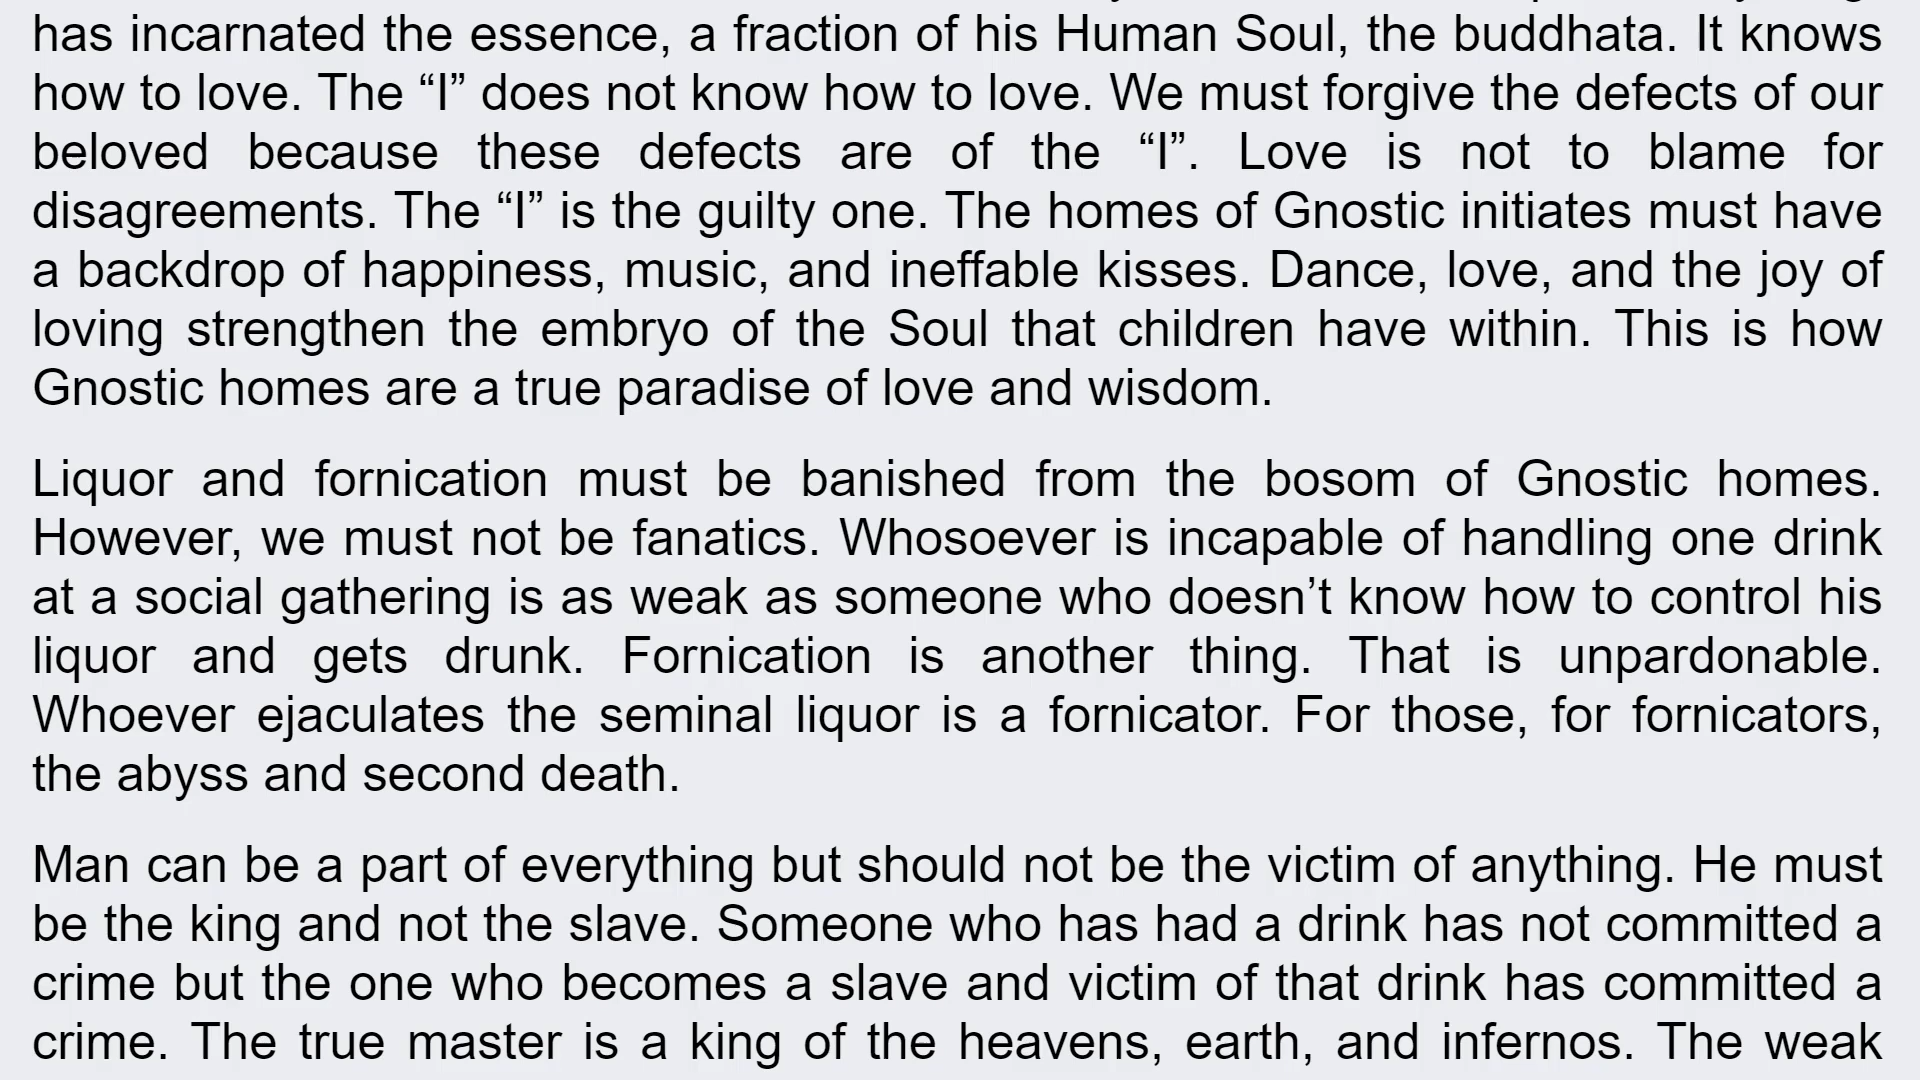 has incarnated the essence, a fraction of his Human Soul, the buddhata. It knows
how to love. The “I” does not know how to love. We must forgive the defects of our
beloved because these defects are of the “I”. Love is not to blame for
disagreements. The “I” is the guilty one. The homes of Gnostic initiates must have
a backdrop of happiness, music, and ineffable kisses. Dance, love, and the joy of
loving strengthen the embryo of the Soul that children have within. This is how
Gnostic homes are a true paradise of love and wisdom.
Liquor and fornication must be banished from the bosom of Gnostic homes.
However, we must not be fanatics. Whosoever is incapable of handling one drink
at a social gathering is as weak as someone who doesn’t know how to control his
liquor and gets drunk. Fornication is another thing. That is unpardonable.
Whoever ejaculates the seminal liquor is a fornicator. For those, for fornicators,
the abyss and second death.
Man can be a part of everything but should not be the victim of anything. He must
be the king and not the slave. Someone who has had a drink has not committed a
crime but the one who becomes a slave and victim of that drink has committed a
crime. The true master is a king of the heavens, earth, and infernos. The weak